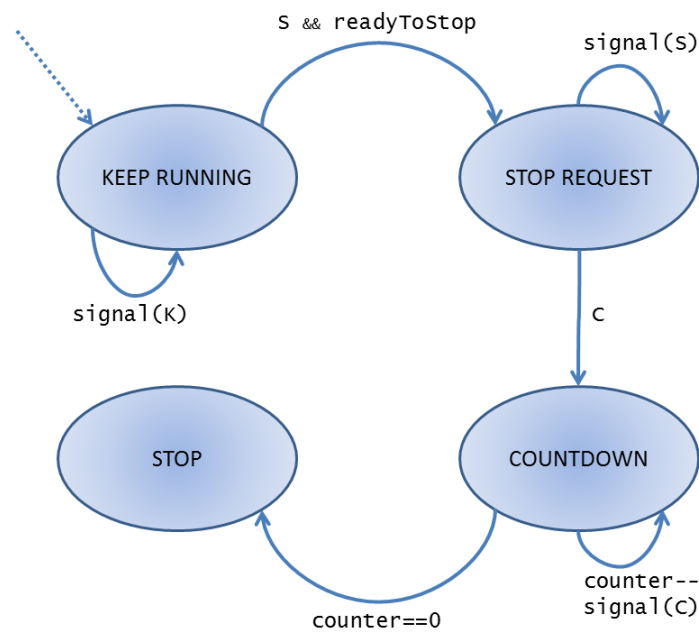 S && readyToStop
signal(S)
KEEP RUNNING
STOP REQUEST
signal(K)
C
STOP
COUNTDOWN
counter==0
counter--
signal(C)